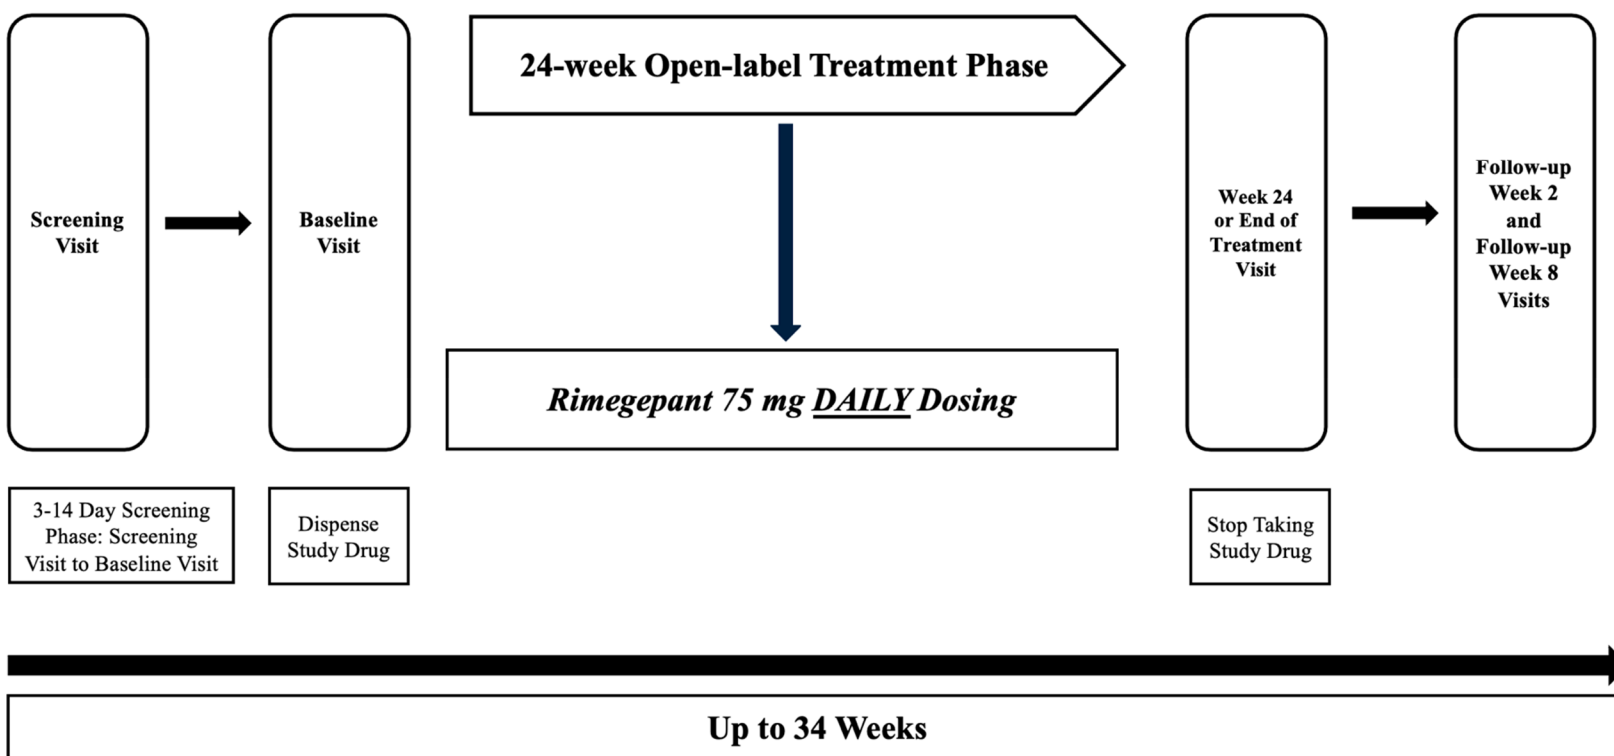 Screening
Visit
Baseline
Visit
24-week Open-label Treatment Phase
Rimegepant 75 mg DAILY Dosing
Week 24
or End of
Treatment
Visit
Follow-up
Week 2
and
Follow-up
Week 8
Visits
3-14 Day Screening
Phase: Screening
Visit to Baseline Visit
Dispense
Study Drug
Stop Taking
Study Drug
Up to 34 Weeks